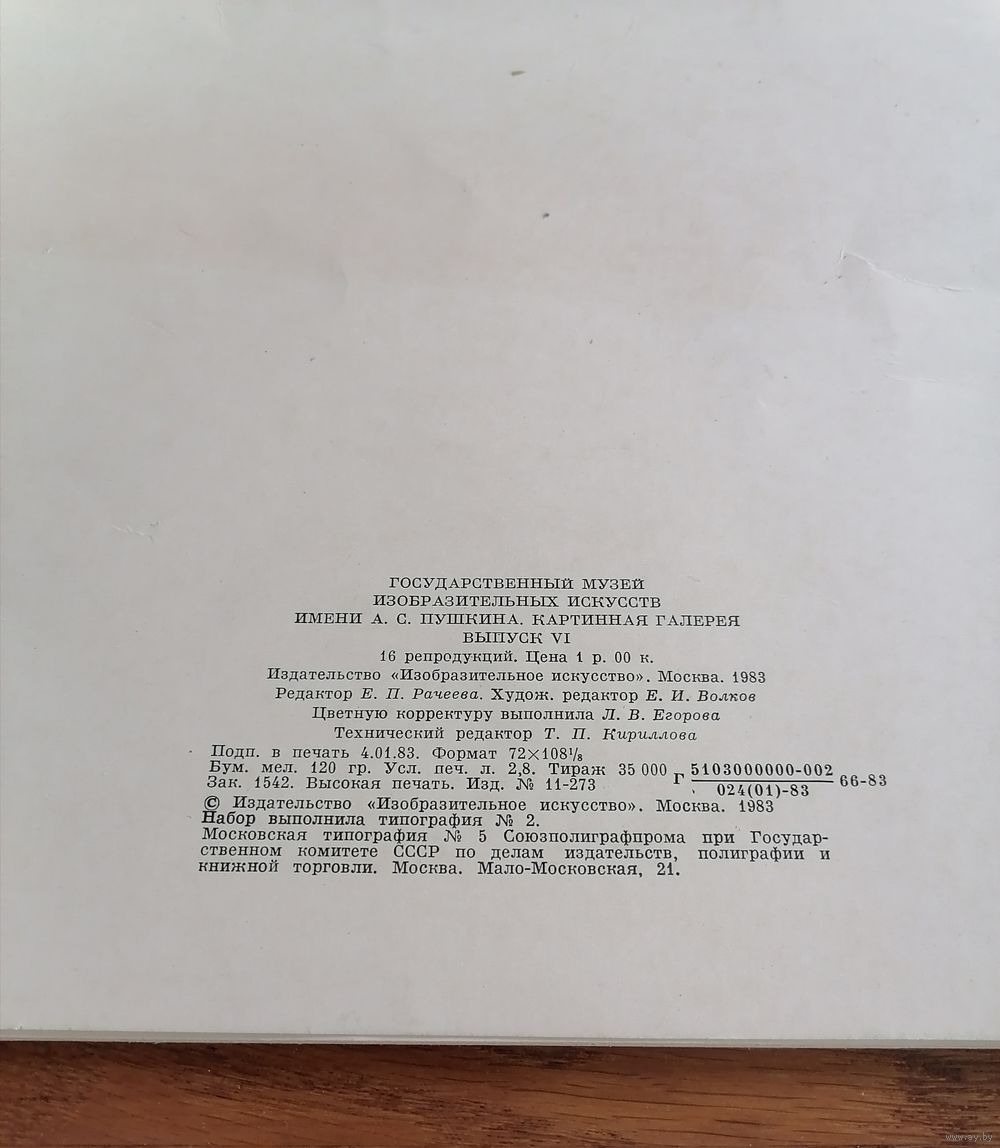 ГОСУДАРСТВЕННЫЙ МУЗЕЙ
ИЗОБРАЗИТЕЛЬНЫХ ИСКУССТВ
ИМЕНИ А. С. ПУШКИНА. КАРТИННАЯ ГАЛЕРЕЯ
ВЫПУСК VI
16 репродукций. Цена 1 р. 00 к.
Издательство «Изобразительное искусство». Москва. 1983
Редактор Е. П. Рачеева. Худож. редактор Е. И. Волков
Цветную корректуру выполнила Л. В. Егорова
Технический редактор Т. П. Кириллова
Подп. в печать 4.01.83. Формат 72×108⅛
Бум. мел. 120 гр. Усл. печ. л. 2,8. Тираж 35 000
Зак. 1542. Высокая печать. Изд. № 11-273
Г 5103000000-002
024(01)-83
66-83
© Издательство «Изобразительное искусство». Москва. 1983
Набор выполнила типография № 2.
Московская типография № 5 Союзполиграфпрома при Государ-
ственном комитете СССР по делам издательств, полиграфии и
книжной торговли. Москва. Мало-Московская, 21.
www.ay.by